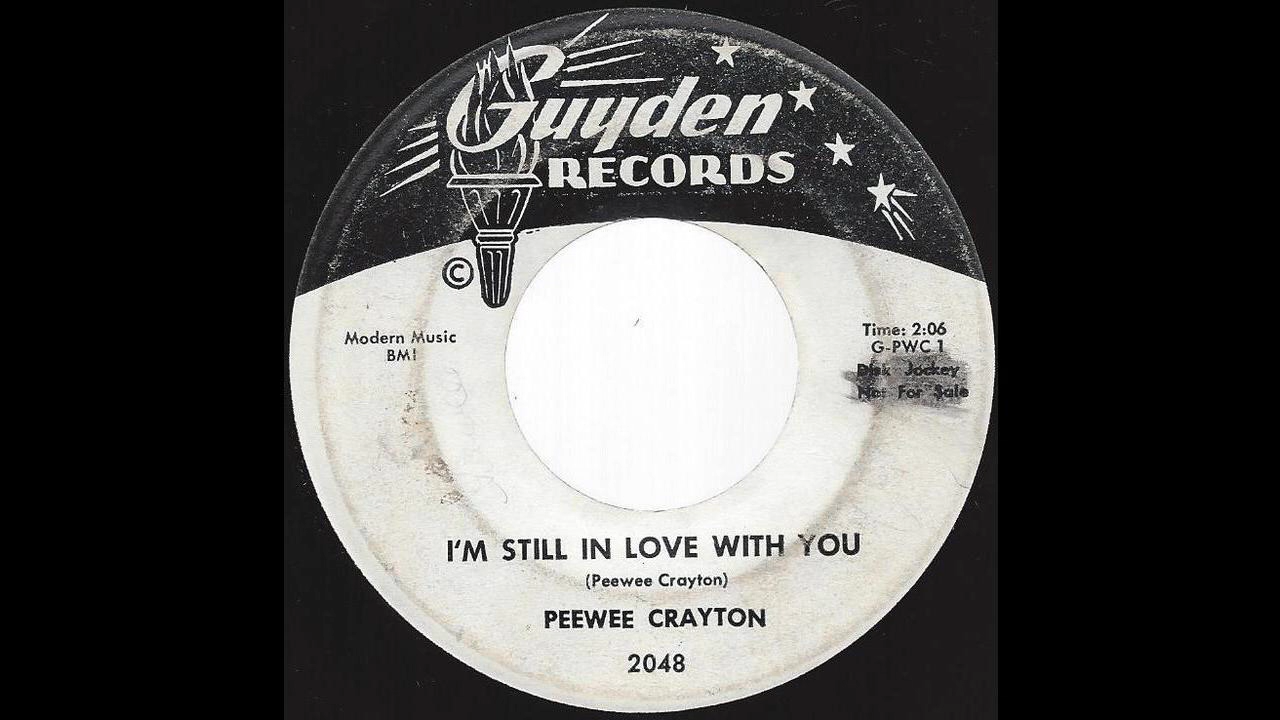 Guyden
RECORDS
©
Modern Music
BMI
Time: 2:06
G-PWC 1
Disk Jockey
Not For Sale
I'M STILL IN LOVE WITH YOU
(Peewee Crayton)
PEEWEE CRAYTON
2048